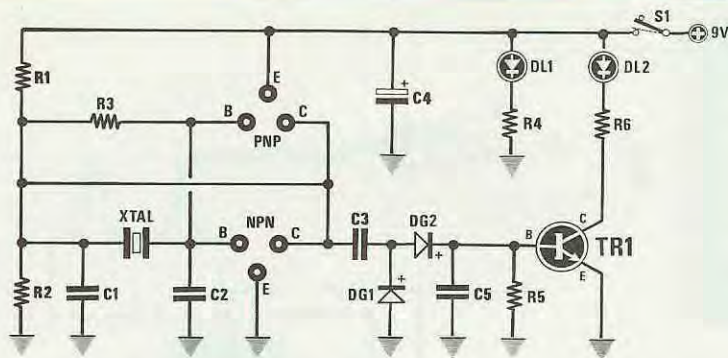 S1
9V
R1
DL1
DL2
R3
E
C4
B
C
PNP
R4
R6
XTAL
NPN
B
C
C3
DG2
C
B
TR1
E
E
R2
C1
C2
DG1
C5
R5